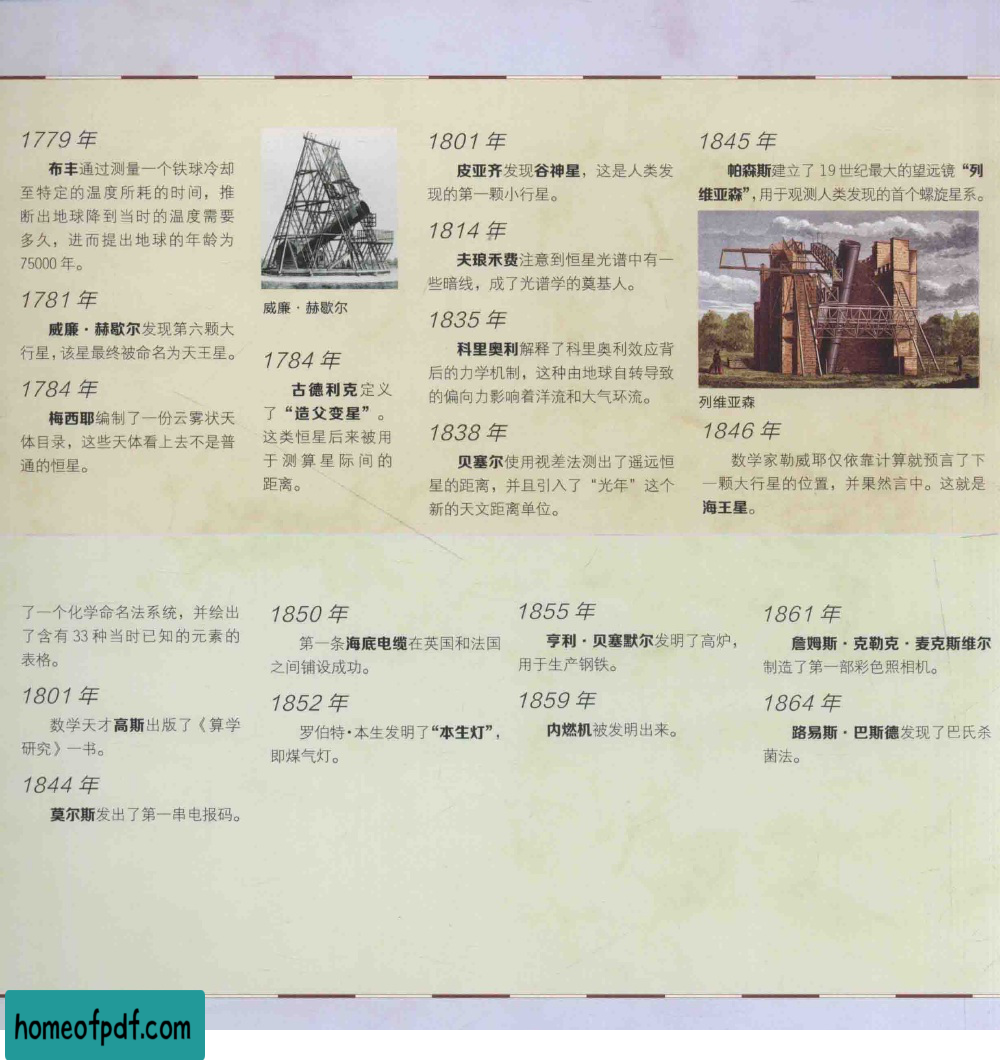 1779 年
布丰通过测量一个铁球冷却
至特定的温度所耗的时间，推
断出地球降到当时的温度需要
多久，进而提出地球的年龄为
75000 年。
1781 年
威廉·赫歇尔发现第六颗大
行星，该星最终被命名为天王星。
1784 年
梅西耶编制了一份云雾状天
体目录，这些天体看上去不是普
通的恒星。
威廉·赫歇尔
1784 年
古德利克定义
了“造父变星”。
这类恒星后来被用
于测算星际间的
距离。
1801 年
皮亚齐发现谷神星，这是人类发
现的第一颗小行星。
1814 年
夫琅禾费注意到恒星光谱中有一
些暗线，成了光谱学的奠基人。
1835 年
科里奥利解释了科里奥利效应背
后的力学机制，这种由地球自转导致
的偏向力影响着洋流和大气环流。
1838 年
贝塞尔使用视差法测出了遥远恒
星的距离，并且引入了“光年”这个
新的天文距离单位。
1845 年
帕森斯建立了 19 世纪最大的望远镜“列
维亚森”，用于观测人类发现的首个螺旋星系。
列维亚森
1846 年
数学家勒威耶仅依靠计算就预言了下
一颗大行星的位置，并果然言中。这就是
海王星。
了一个化学命名法系统，并绘出
了含有 33 种当时已知的元素的
表格。
1801 年
数学天才高斯出版了《算学
研究》一书。
1844 年
莫尔斯发出了第一串电报码。
1850 年
第一条海底电缆在英国和法国
之间铺设成功。
1852 年
罗伯特·本生发明了“本生灯”，
即煤气灯。
1855 年
亨利·贝塞默尔发明了高炉，
用于生产钢铁。
1859 年
内燃机被发明出来。
1861 年
詹姆斯·克勒克·麦克斯维尔
制造了第一部彩色照相机。
1864 年
路易斯·巴斯德发现了巴氏杀
菌法。
homeofpdf.com